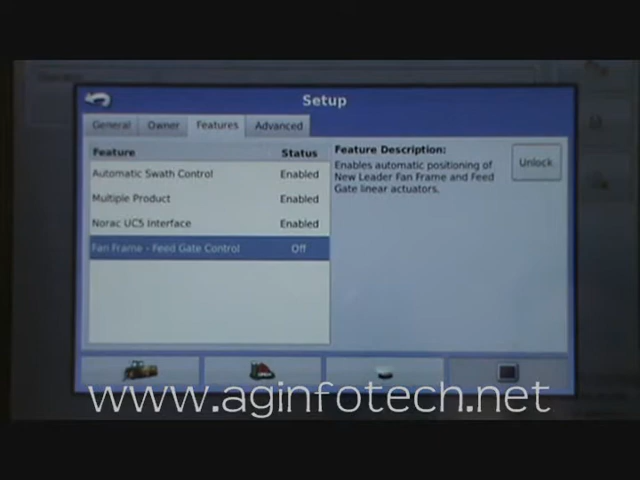 Setup
General Owner Features Advanced
Feature Status
Automatic Swath Control Enabled
Multiple Product Enabled
Norac UC5 Interface Enabled
Fan Frame - Feed Gate Control Off
Feature Description:
Enables automatic positioning of
New Leader Fan Frame and Feed
Gate linear actuators.
Unlock
www.aginfotech.net